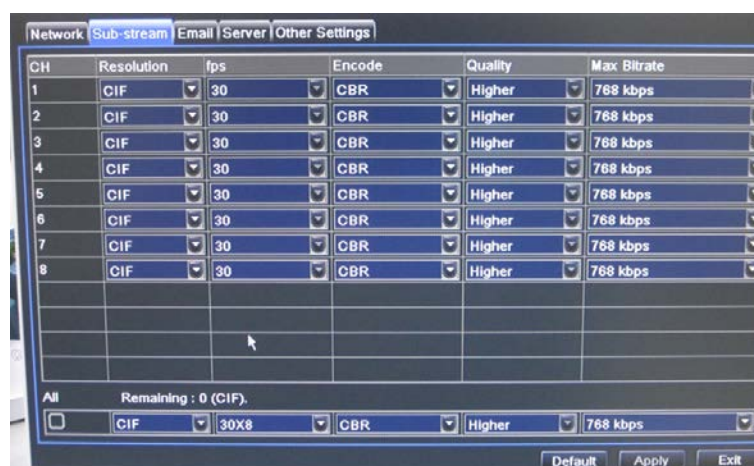 Network Sub-stream Email Server Other Settings
CH Resolution fps Encode Quality Max Bitrate
1 CIF 30 CBR Higher 768 kbps
2 CIF 30 CBR Higher 768 kbps
3 CIF 30 CBR Higher 768 kbps
4 CIF 30 CBR Higher 768 kbps
5 CIF 30 CBR Higher 768 kbps
6 CIF 30 CBR Higher 768 kbps
7 CIF 30 CBR Higher 768 kbps
8 CIF 30 CBR Higher 768 kbps
All Remaining : 0 (CIF).
CIF 30X8 CBR Higher 768 kbps
Default Apply Exit